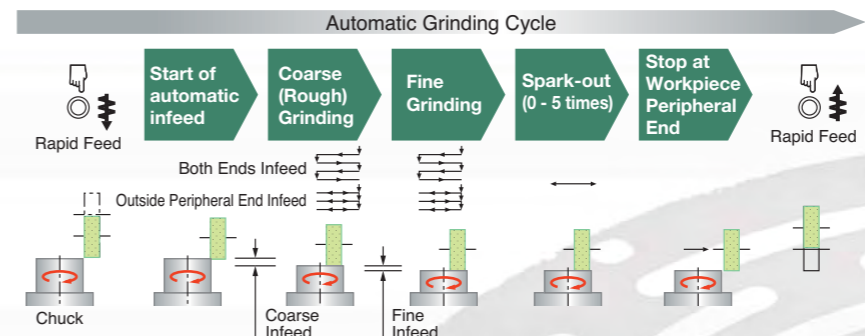 Automatic Grinding Cycle
Rapid Feed
Start of
automatic
infeed
Coarse
(Rough)
Grinding
Fine
Grinding
Spark-out
(0 - 5 times)
Stop at
Workpiece
Peripheral
End
Rapid Feed
Both Ends Infeed
Outside Peripheral End Infeed
Chuck
Coarse
Infeed
Fine
Infeed